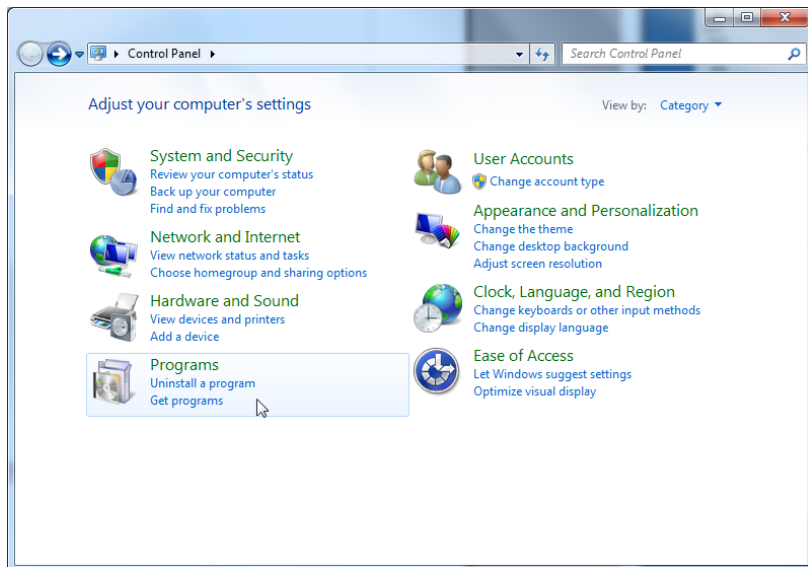 Control Panel
Search Control Panel
Adjust your computer's settings
View by: Category
System and Security
Review your computer's status
Back up your computer
Find and fix problems
Network and Internet
View network status and tasks
Choose homegroup and sharing options
Hardware and Sound
View devices and printers
Add a device
Programs
Uninstall a program
Get programs
User Accounts
Change account type
Appearance and Personalization
Change the theme
Change desktop background
Adjust screen resolution
Clock, Language, and Region
Change keyboards or other input methods
Change display language
Ease of Access
Let Windows suggest settings
Optimize visual display